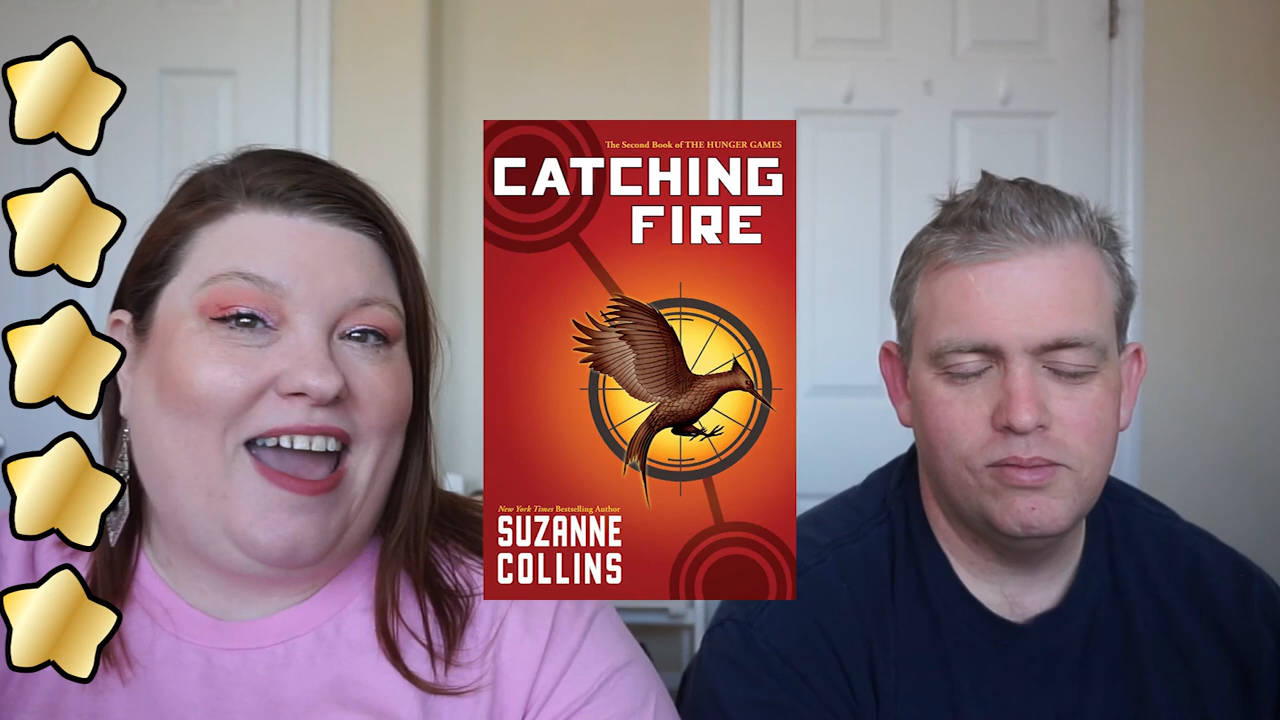 The Second Book of THE HUNGER GAMES
CATCHING
FIRE
New York Times Bestselling Author
SUZANNE
COLLINS